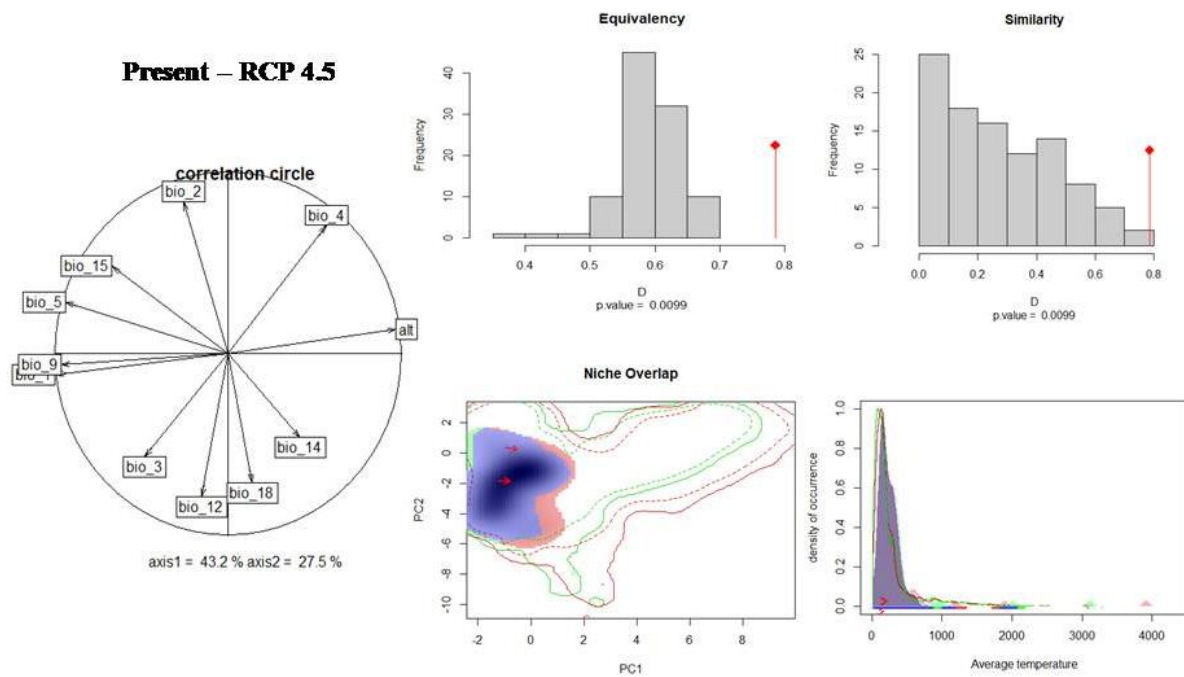 Present – RCP 4.5
correlation circle
bio_2
bio_4
bio_15
bio_5
alt
bio_9
bio_3
bio_14
bio_12
bio_18
axis1 = 43.2 % axis2 = 27.5 %
Equivalency
Frequency
40
30
20
10
0
0.4 0.5 0.6 0.7 0.8
D
p.value = 0.0099
Similarity
Frequency
25
20
15
10
5
0
0.0 0.2 0.4 0.6 0.8
D
p.value = 0.0099
Niche Overlap
PC2
2
0
-2
-4
-6
-8
-10
-2 0 2 4 6 8
PC1
density of occurrence
1.0
0.8
0.6
0.4
0.2
0.0
0 1000 2000 3000 4000
Average temperature